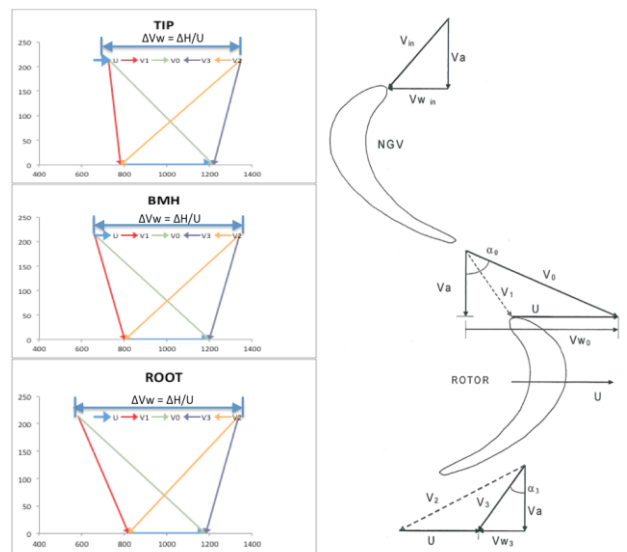 TIP
ΔVw = ΔH/U
U V1 V0 V3 V2
250
200
150
100
50
0
400 600 800 1000 1200 1400
BMH
ΔVw = ΔH/U
U V1 V0 V3 V2
250
200
150
100
50
0
400 600 800 1000 1200 1400
ROOT
ΔVw = ΔH/U
U V1 V0 V3 V2
250
200
150
100
50
0
400 600 800 1000 1200 1400
Vin
Va
Vw in
NGV
α0
Va
V1
V0
U
Vw0
ROTOR
U
V2
V3
α3
Va
U
Vw3